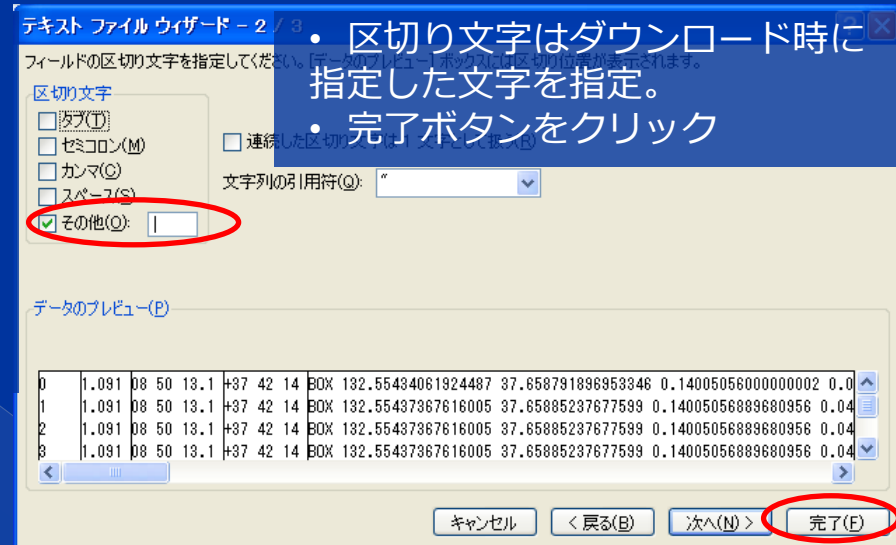 テキスト ファイル ウィザード - 2 / 3
• 区切り文字はダウンロード時に
指定した文字を指定。
• 完了ボタンをクリック
フィールドの区切り文字を指定してください。[データのプレビュー] ボックスには区切り位置が表示されます。
区切り文字
タブ(T)
セミコロン(M)
カンマ(C)
スペース(S)
その他(O): |
連続した区切り文字は 1 文字として扱う(R)
文字列の引用符(Q): "
データのプレビュー(P)
0 1.091 08 50 13.1 +37 42 14 BOX 132.55434061924487 37.658791896953346 0.14005056000000002 0.0
1 1.091 08 50 13.1 +37 42 14 BOX 132.55437367616005 37.65885237677599 0.14005056889680956 0.04
2 1.091 08 50 13.1 +37 42 14 BOX 132.55437367616005 37.65885237677599 0.14005056889680956 0.04
3 1.091 08 50 13.1 +37 42 14 BOX 132.55437367616005 37.65885237677599 0.14005056889680956 0.04
キャンセル < 戻る(B) 次へ(N) > 完了(F)